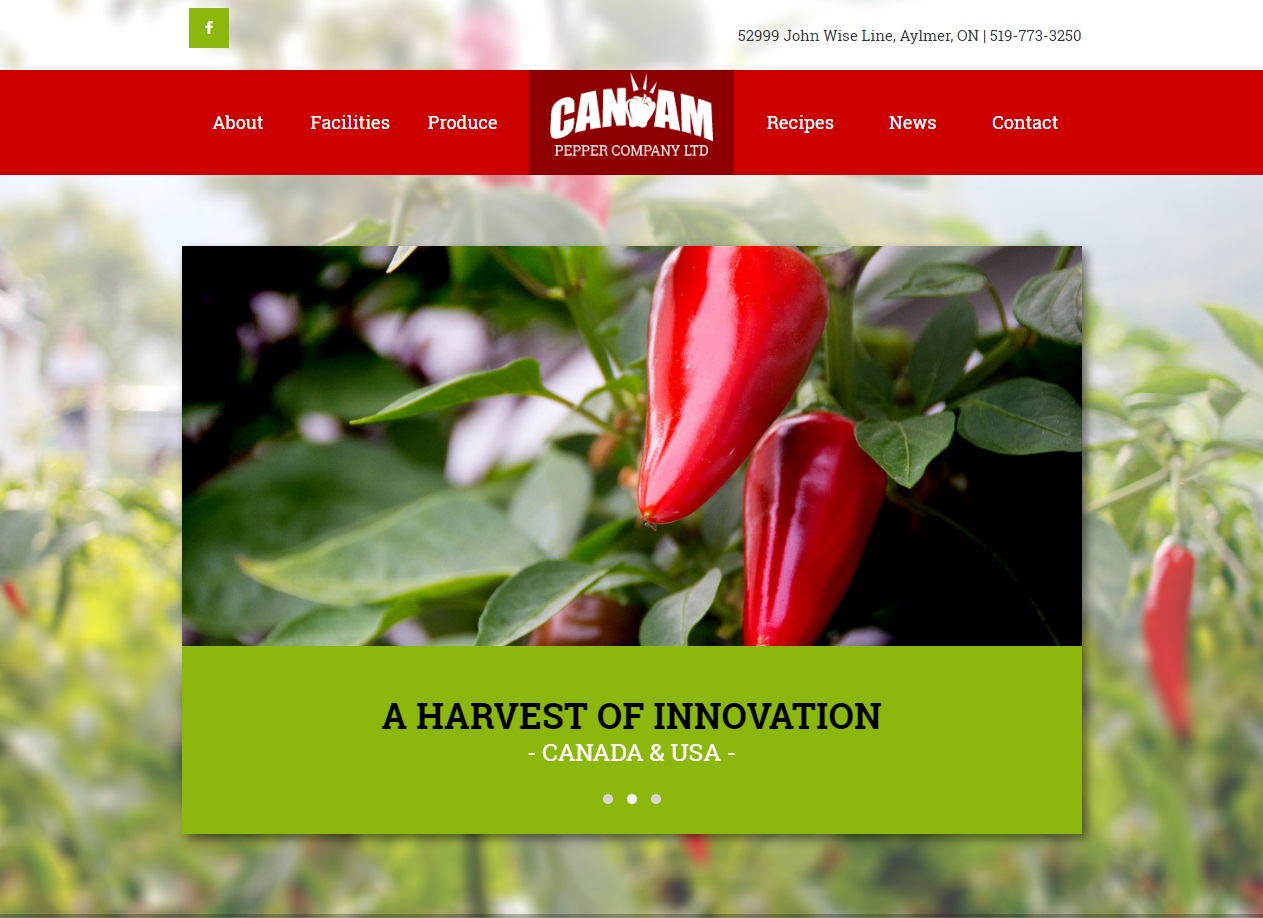 f
52999 John Wise Line, Aylmer, ON | 519-773-3250
About
Facilities
Produce
CAN AM
PEPPER COMPANY LTD
Recipes
News
Contact
A HARVEST OF INNOVATION
- CANADA & USA -